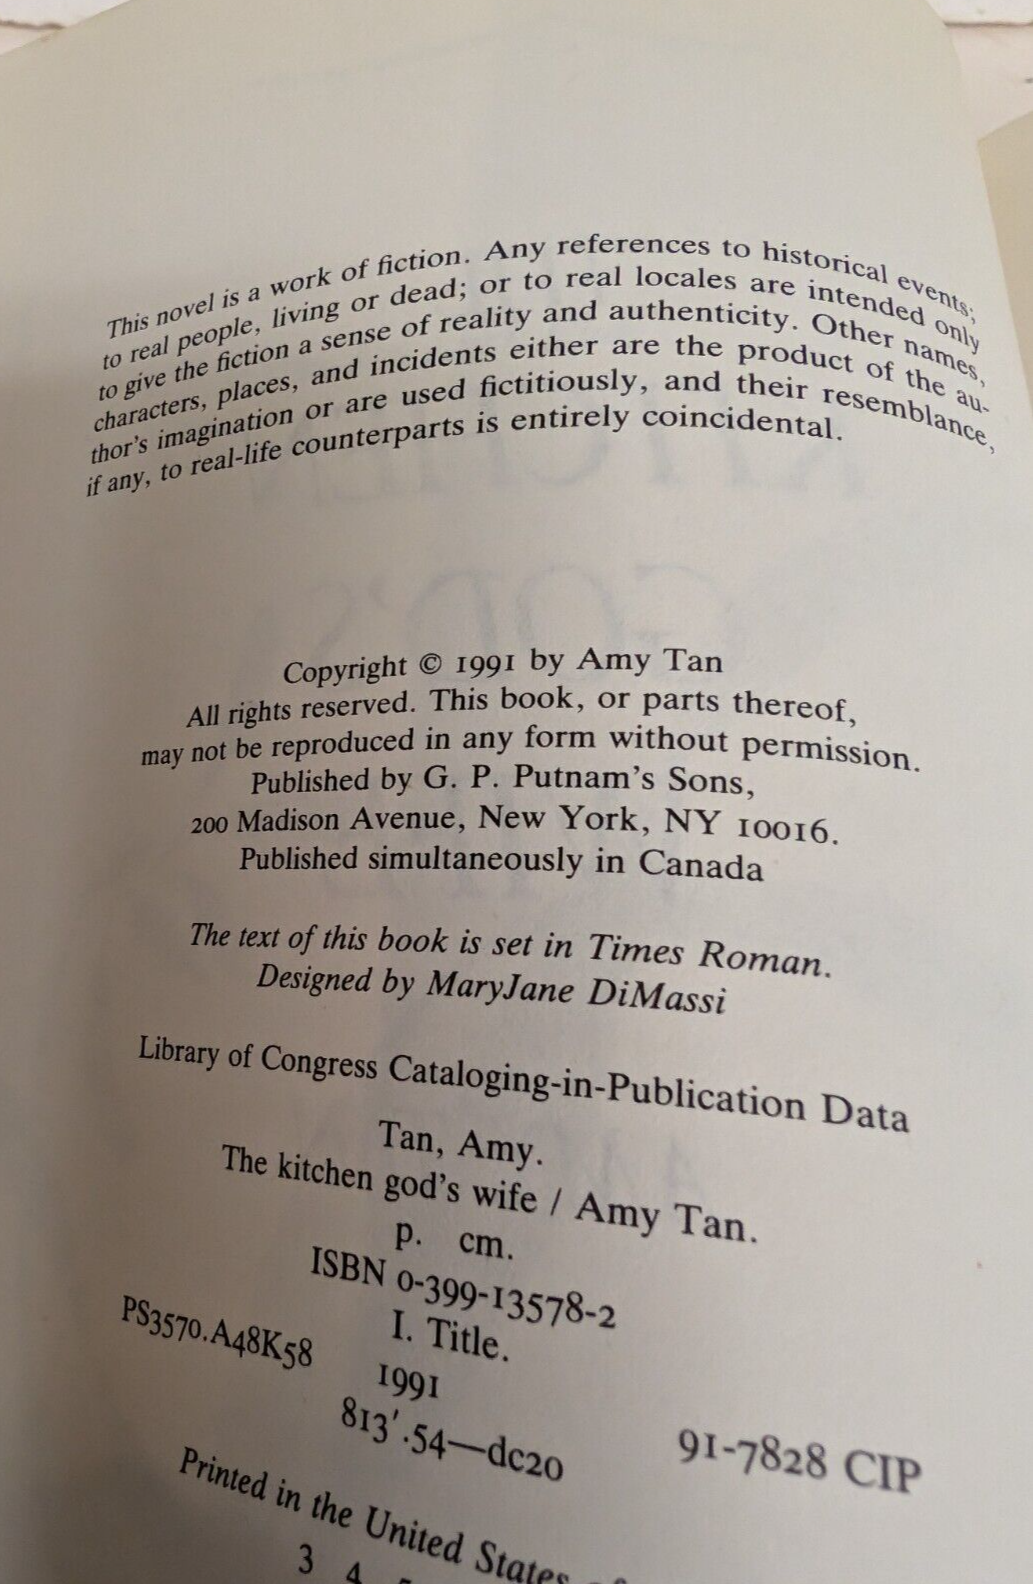 This novel is a work of fiction. Any references to historical events;
to real people, living or dead; or to real locales are intended only
to give the fiction a sense of reality and authenticity. Other names,
characters, places, and incidents either are the product of the au-
thor's imagination or are used fictitiously, and their resemblance,
if any, to real-life counterparts is entirely coincidental.
Copyright © 1991 by Amy Tan
All rights reserved. This book, or parts thereof,
may not be reproduced in any form without permission.
Published by G. P. Putnam's Sons,
200 Madison Avenue, New York, NY 10016.
Published simultaneously in Canada
The text of this book is set in Times Roman.
Designed by MaryJane DiMassi
Library of Congress Cataloging-in-Publication Data
Tan, Amy.
The kitchen god's wife / Amy Tan.
p. cm.
ISBN 0-399-13578-2
I. Title.
PS3570.A48K58 1991
813'.54—dc20 91-7828 CIP
Printed in the United States
3 4